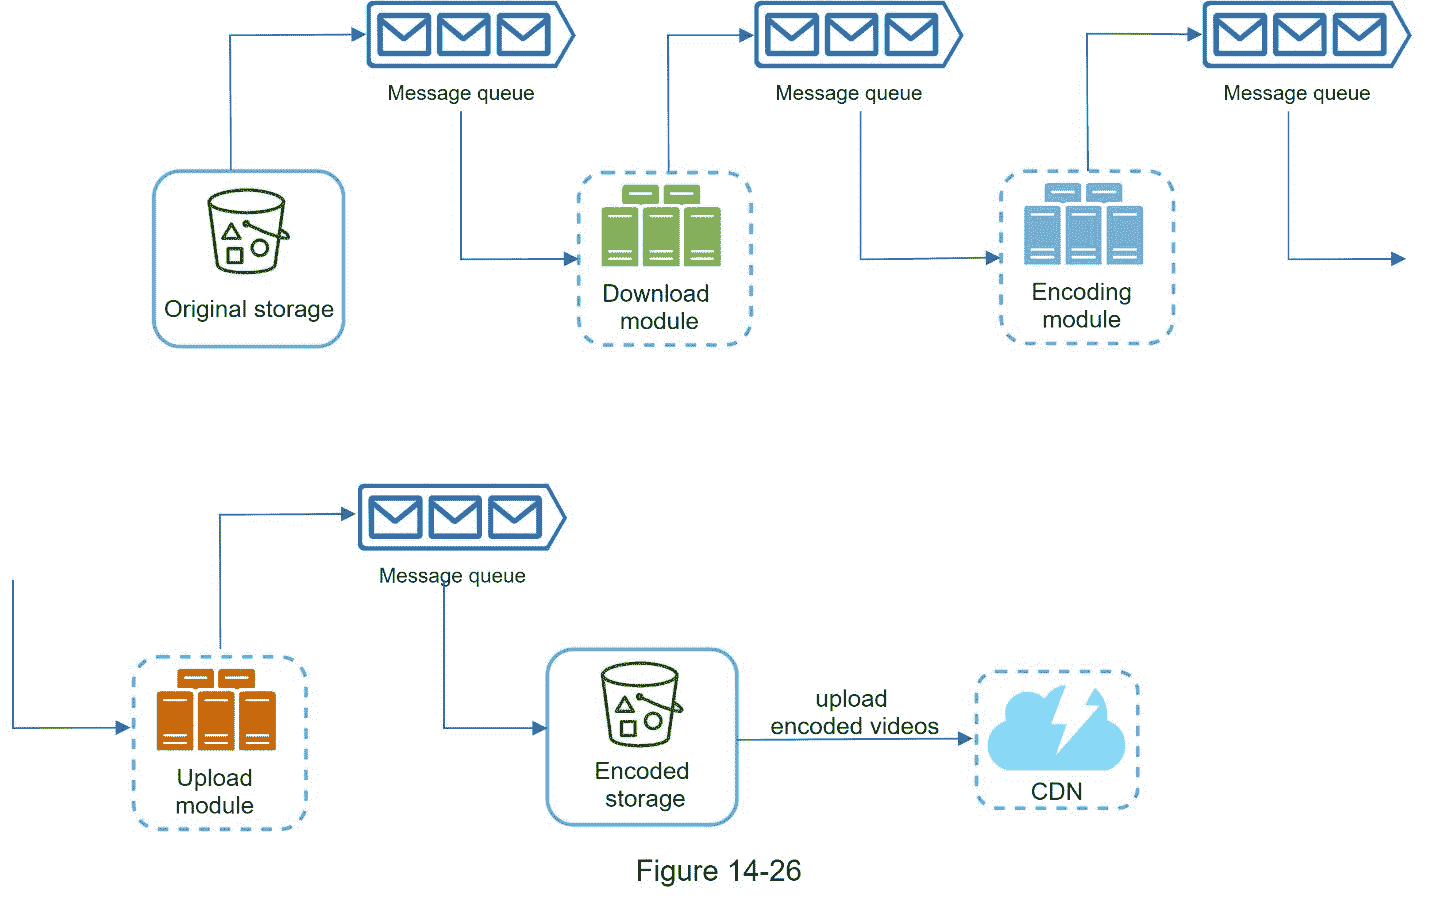 Message queue
Message queue
Message queue
Original storage
Download
module
Encoding
module
Message queue
Upload
module
Encoded
storage
upload
encoded videos
CDN
Figure 14-26